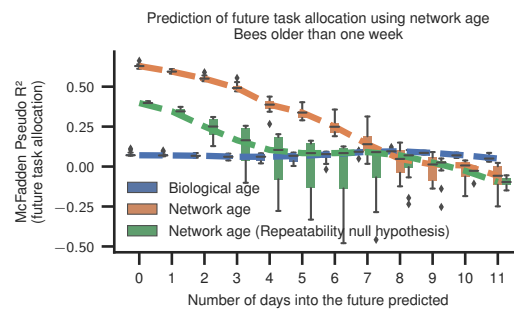 Prediction of future task allocation using network age
Bees older than one week
McFadden Pseudo R²
(future task allocation)
0.50
0.25
0.00
−0.25
−0.50
Biological age
Network age
Network age (Repeatability null hypothesis)
0 1 2 3 4 5 6 7 8 9 10 11
Number of days into the future predicted